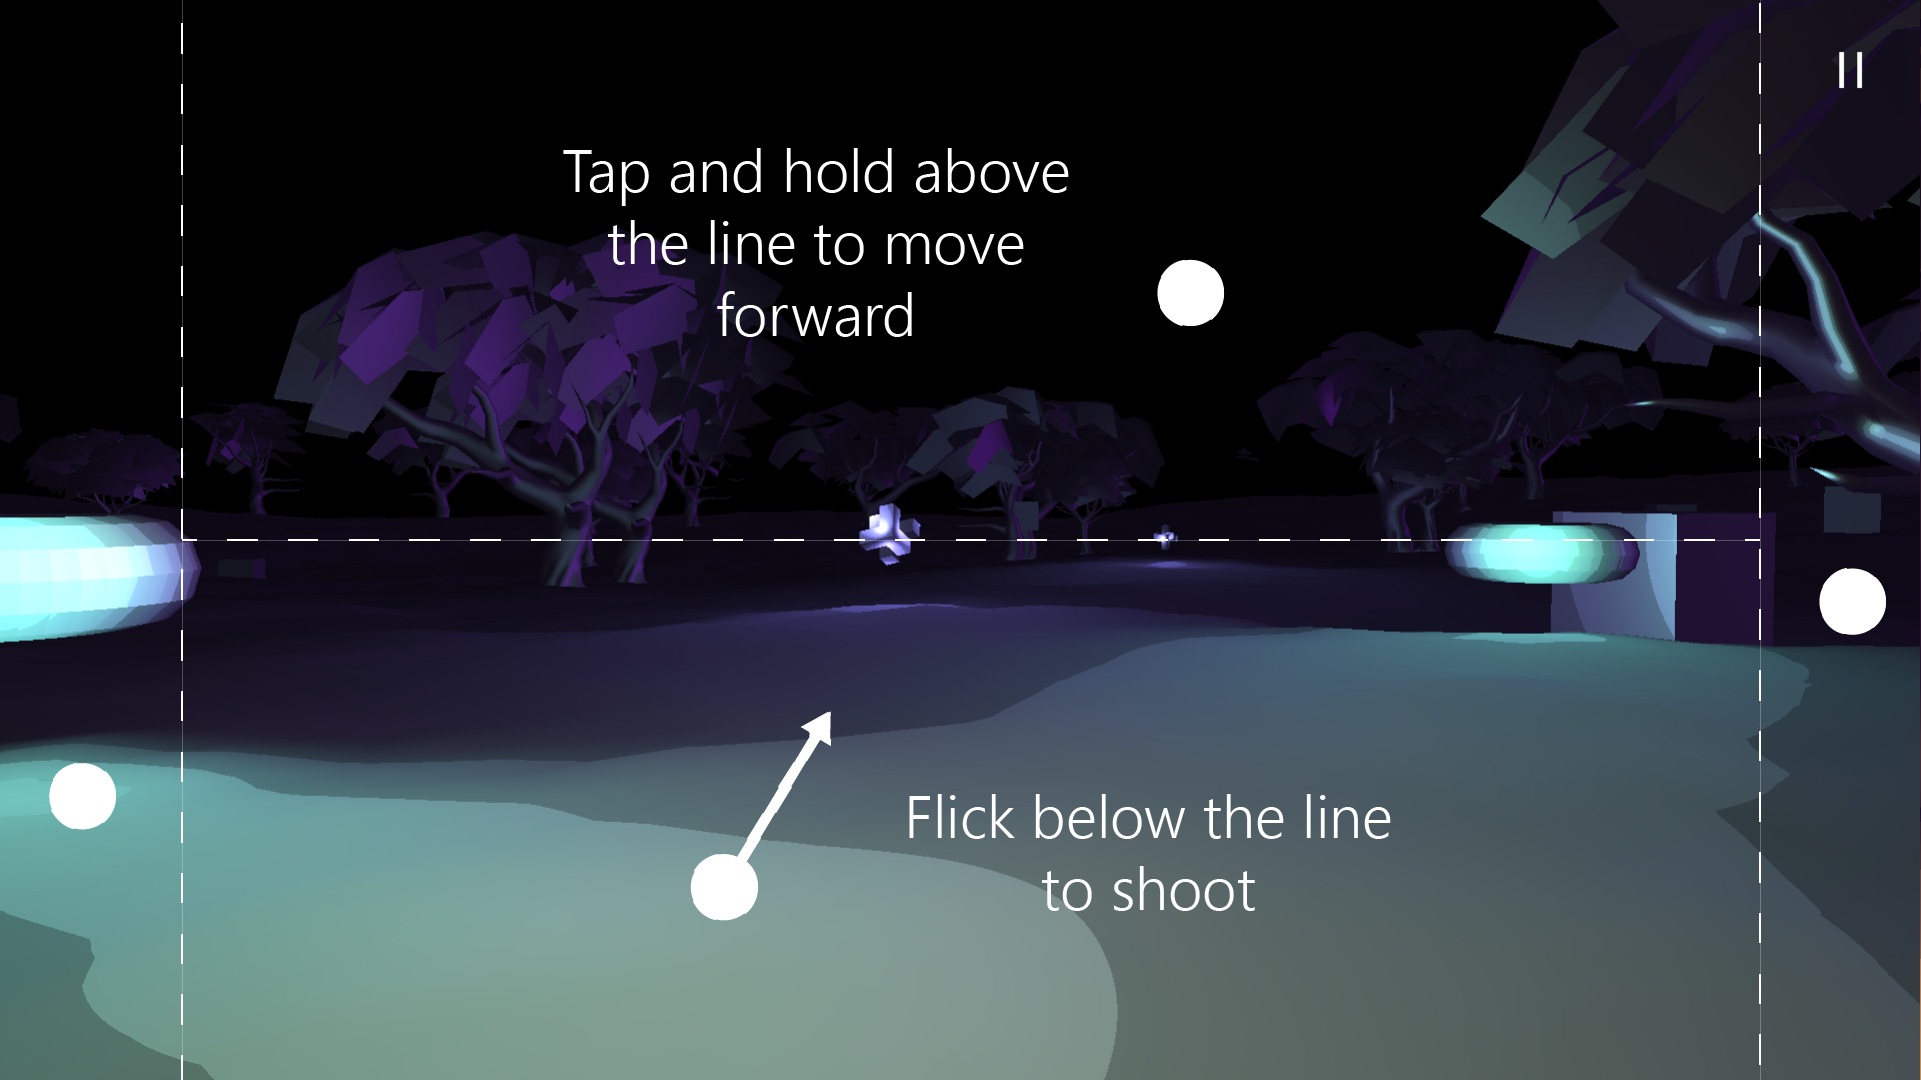 Tap and hold above
the line to move
forward
Flick below the line
to shoot